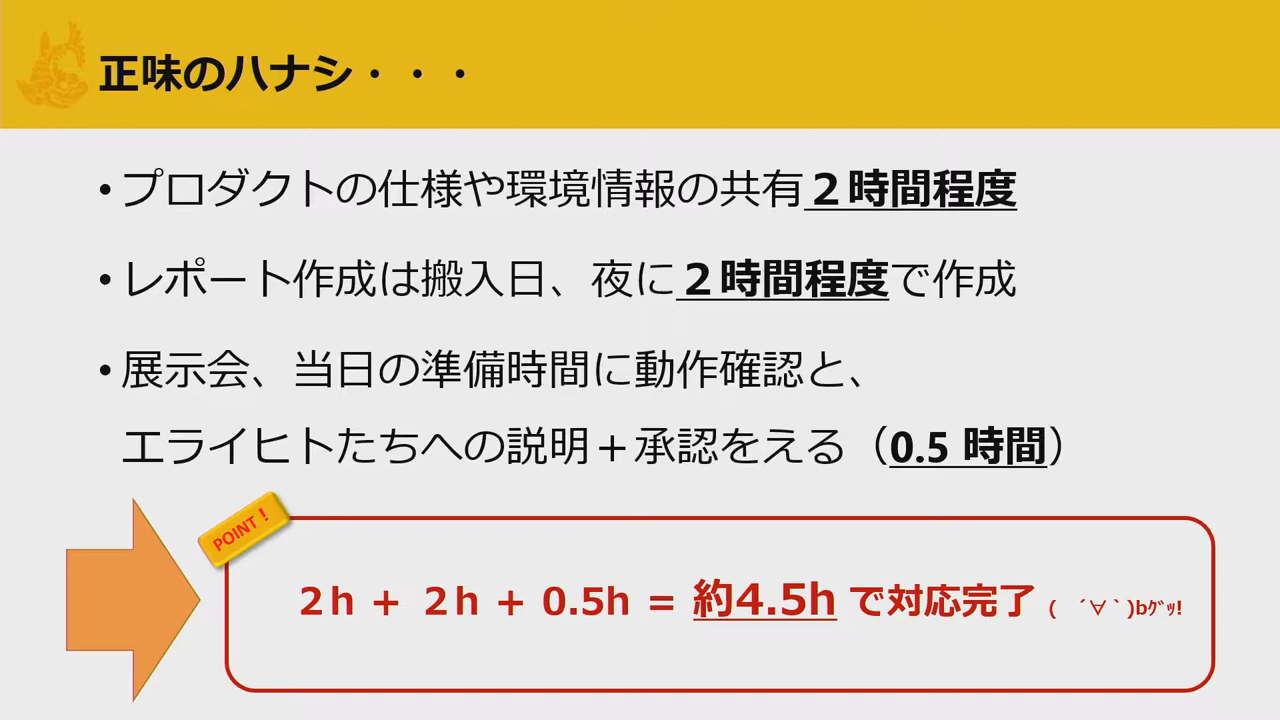 正味のハナシ・・・
• プロダクトの仕様や環境情報の共有２時間程度
• レポート作成は搬入日、夜に２時間程度で作成
• 展示会、当日の準備時間に動作確認と、
エライヒトたちへの説明＋承認をえる（0.5 時間）
POINT！
２h ＋ ２h ＋ 0.5h ＝ 約4.5h で対応完了 ( ´∀｀)bｸﾞｯ!